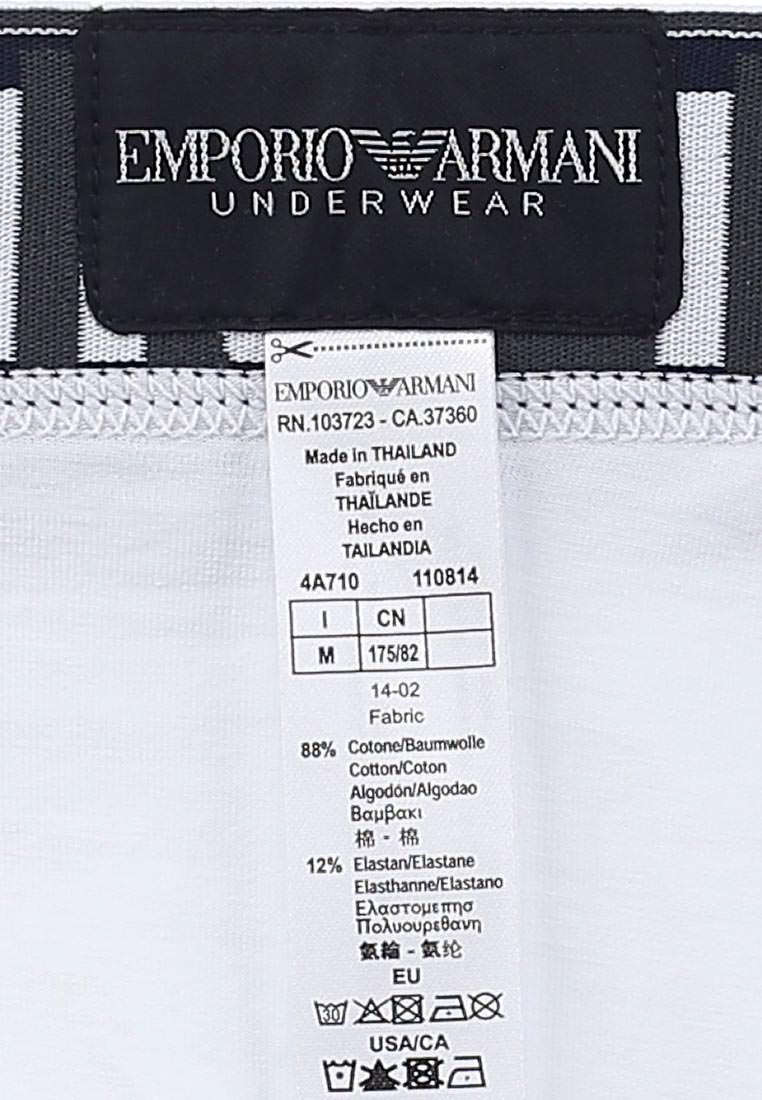 EMPORIO ARMANI
UNDERWEAR
EMPORIO ARMANI
RN.103723 - CA.37360
Made in THAILAND
Fabriqué en
THAÏLANDE
Hecho en
TAILANDIA
4A710 110814
I CN
M 175/82
14-02
Fabric
88% Cotone/Baumwolle
Cotton/Coton
Algodón/Algodao
Βαμβακι
棉 - 棉
12% Elastan/Elastane
Elasthanne/Elastano
Ελαστομεπησ
Πολυουρεθανη
氨綸 - 氨纶
EU
30
USA/CA